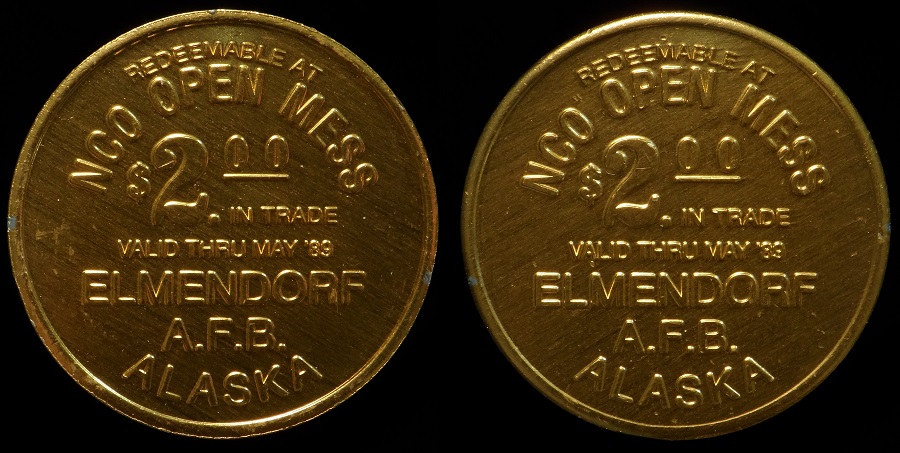 REDEEMABLE AT
NCO OPEN MESS
$2.00
IN TRADE
VALID THRU MAY '89
ELMENDORF
A.F.B.
ALASKA
REDEEMABLE AT
NCO OPEN MESS
$2.00
IN TRADE
VALID THRU MAY
ELMENDORF
A.F.B.
ALASKA